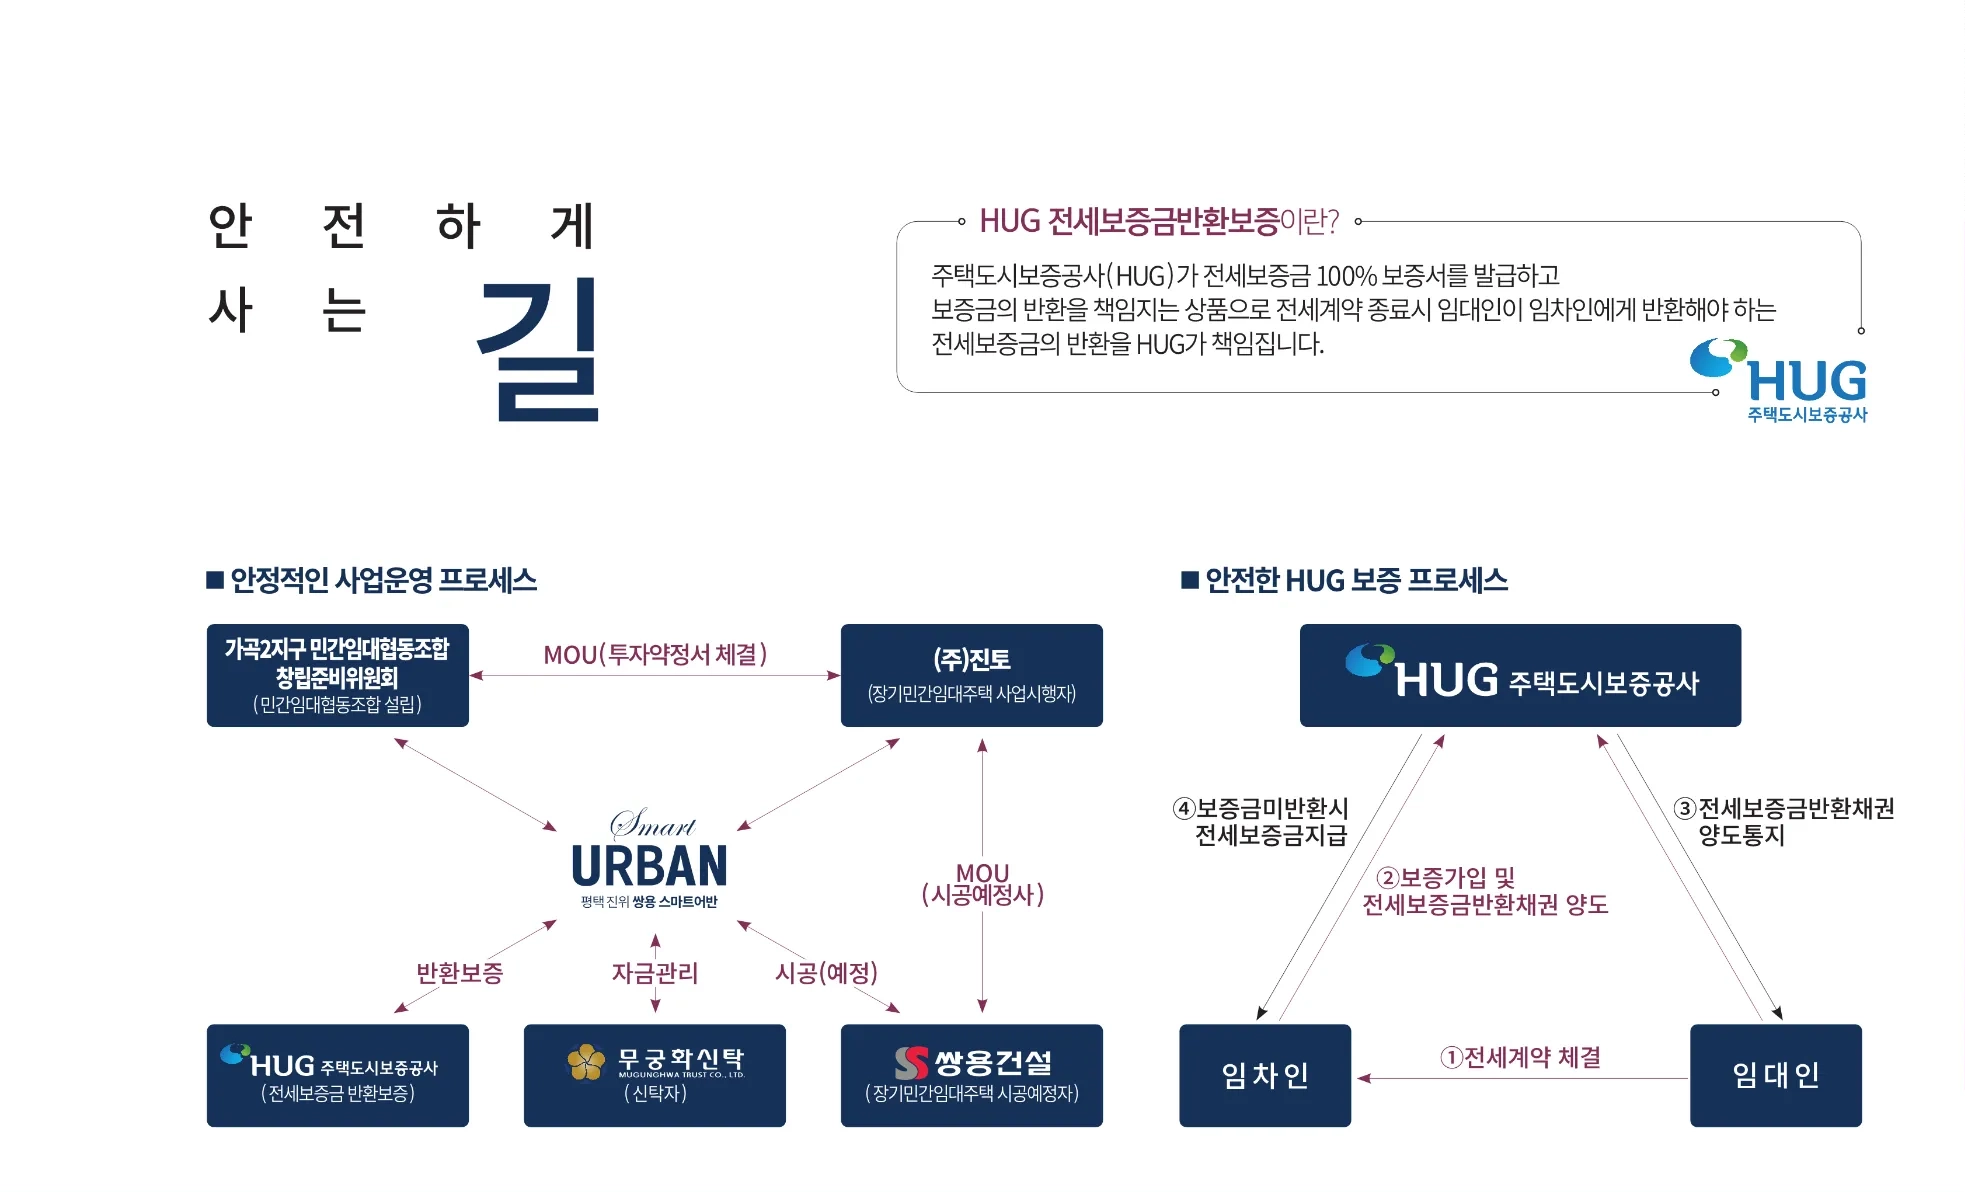 안전하게
사는 길
HUG 전세보증금반환보증이란?
주택도시보증공사(HUG)가 전세보증금 100% 보증서를 발급하고
보증금의 반환을 책임지는 상품으로 전세계약 종료시 임대인이 임차인에게 반환해야 하는
전세보증금의 반환을 HUG가 책임집니다.
HUG
주택도시보증공사
■ 안정적인 사업운영 프로세스
가곡2지구 민간임대협동조합
창립준비위원회
(민간임대협동조합 설립)
MOU(투자약정서 체결)
(주)진토
(장기민간임대주택 사업시행자)
Smart
URBAN
평택 진위 쌍용 스마트어반
MOU
(시공예정사)
반환보증
자금관리
시공(예정)
HUG 주택도시보증공사
(전세보증금 반환보증)
무궁화신탁
MUGUNGHWA TRUST CO., LTD.
(신탁자)
쌍용건설
(장기민간임대주택 시공예정자)
■ 안전한 HUG 보증 프로세스
HUG 주택도시보증공사
④보증금미반환시
전세보증금지급
③전세보증금반환채권
양도통지
②보증가입 및
전세보증금반환채권 양도
①전세계약 체결
임차인
임대인